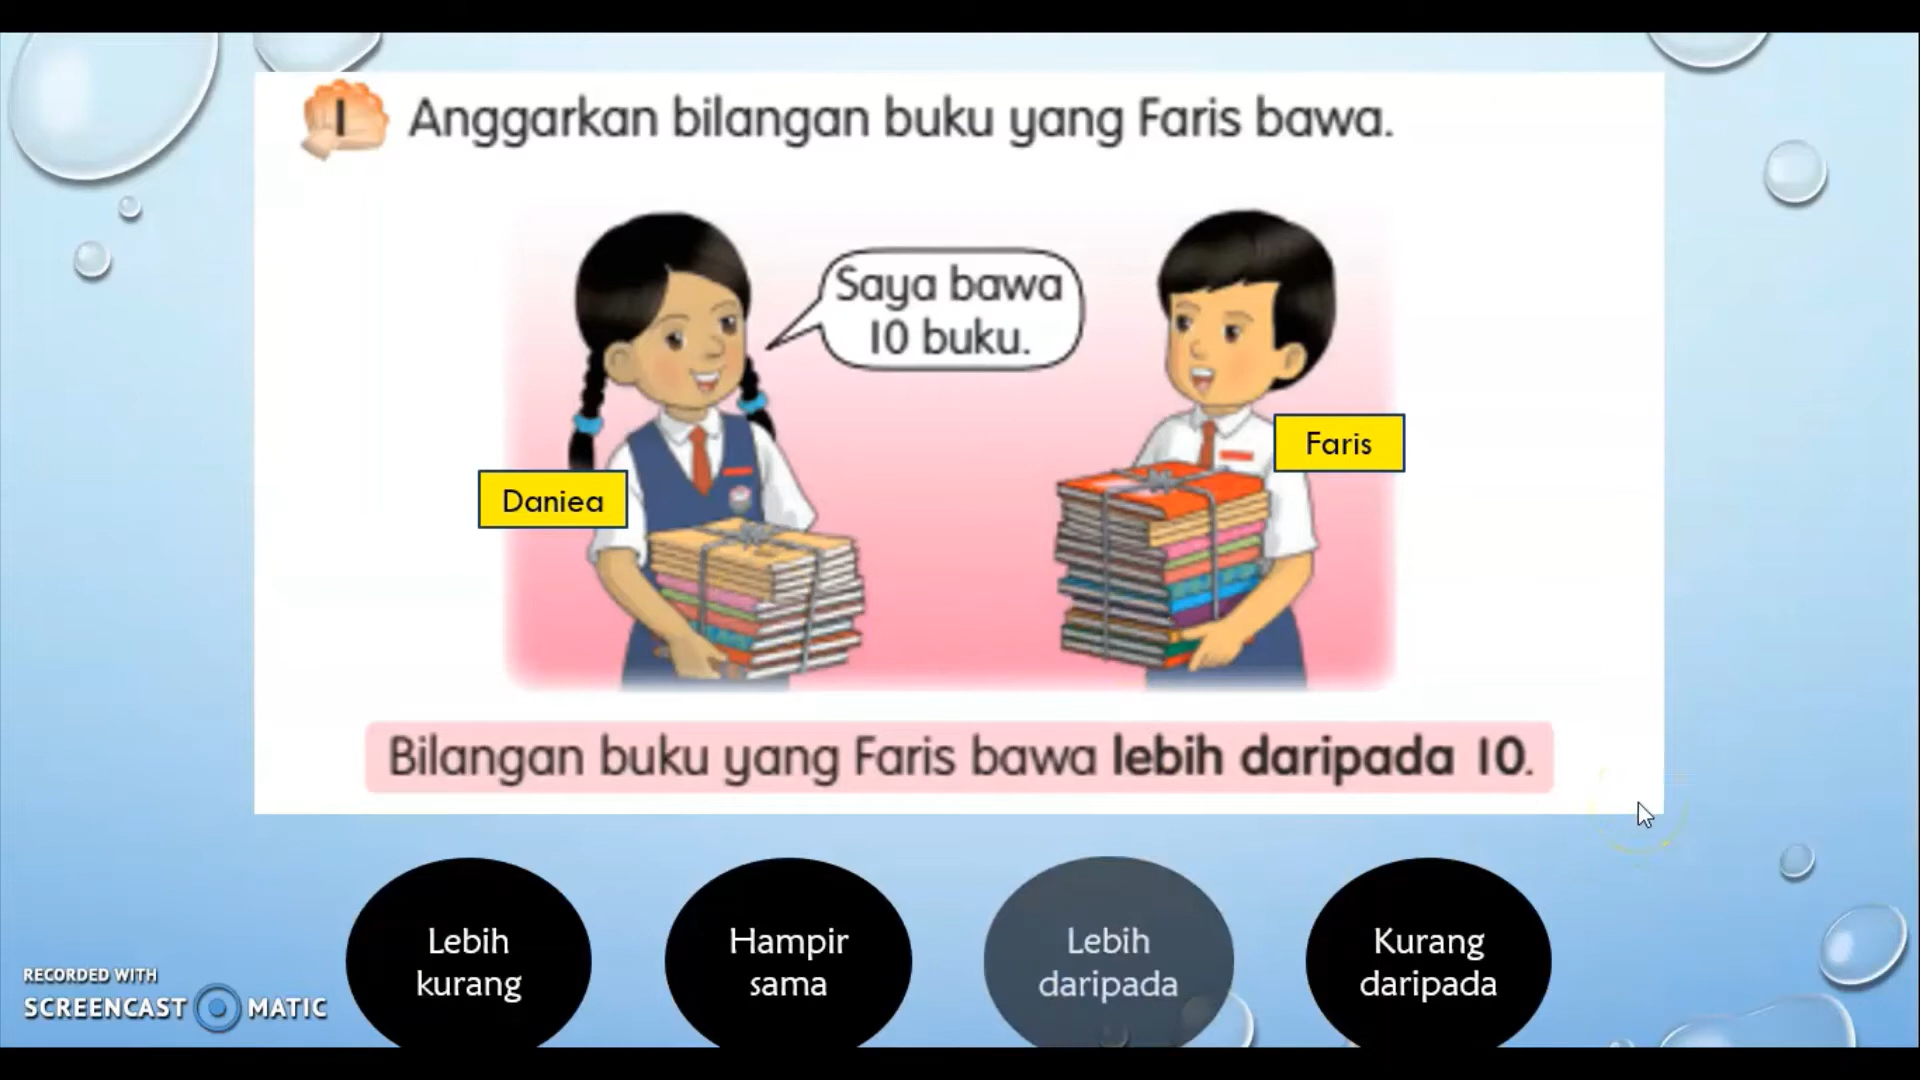 1 Anggarkan bilangan buku yang Faris bawa.
Saya bawa
10 buku.
Faris
Daniea
Bilangan buku yang Faris bawa lebih daripada 10.
Lebih
kurang
Hampir
sama
Lebih
daripada
Kurang
daripada
RECORDED WITH
SCREENCAST MATIC